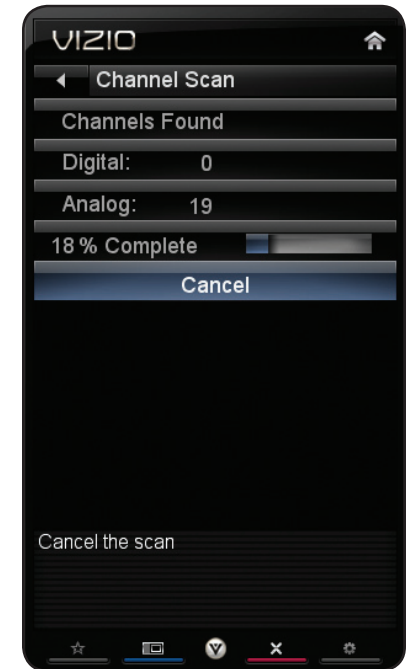 VIZIO
Channel Scan
Channels Found
Digital: 0
Analog: 19
18 % Complete
Cancel
Cancel the scan
V